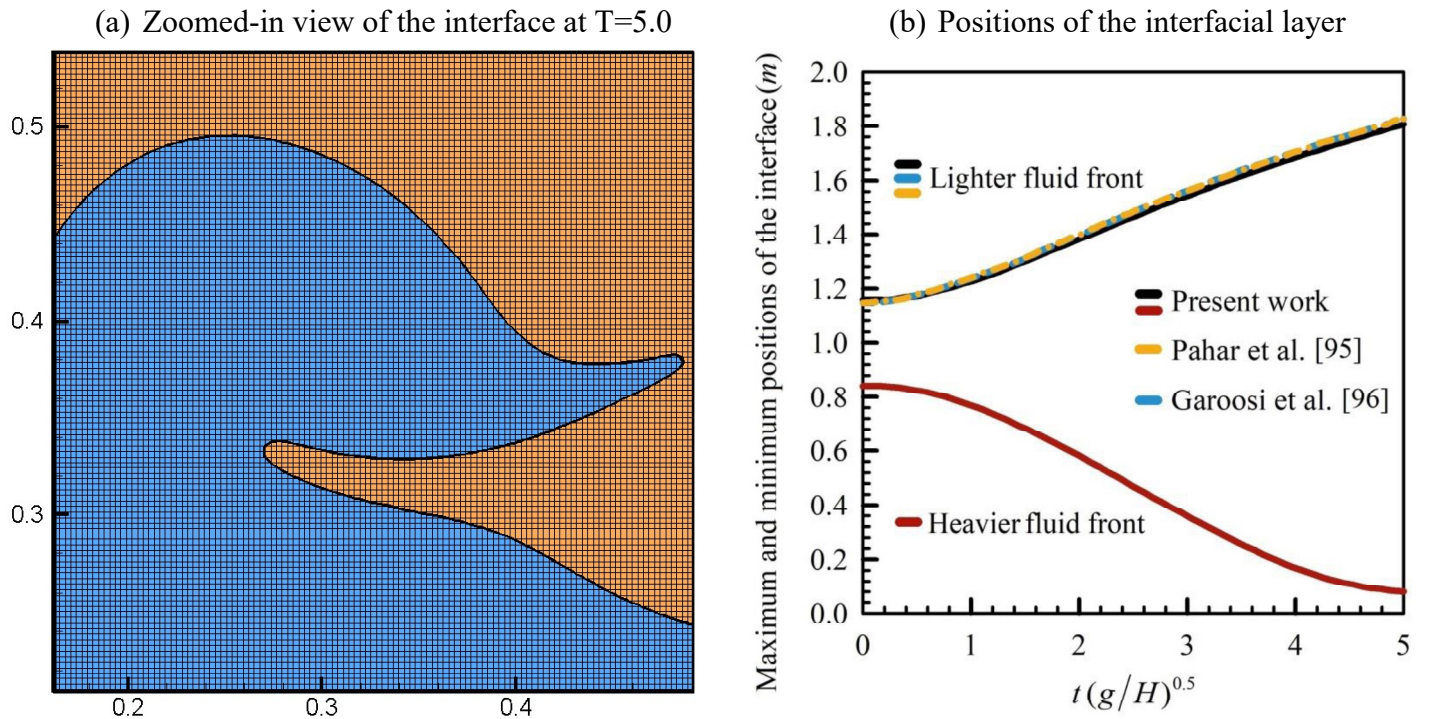 (a) Zoomed-in view of the interface at T=5.0
0.5
0.4
0.3
0.2 0.3 0.4
(b) Positions of the interfacial layer
Maximum and minimum positions of the interface (m)
2.0
1.8
1.6
1.4
1.2
1.0
0.8
0.6
0.4
0.2
0.0
Lighter fluid front
Present work
Pahar et al. [95]
Garoosi et al. [96]
Heavier fluid front
0 1 2 3 4 5
t(g/H)^0.5